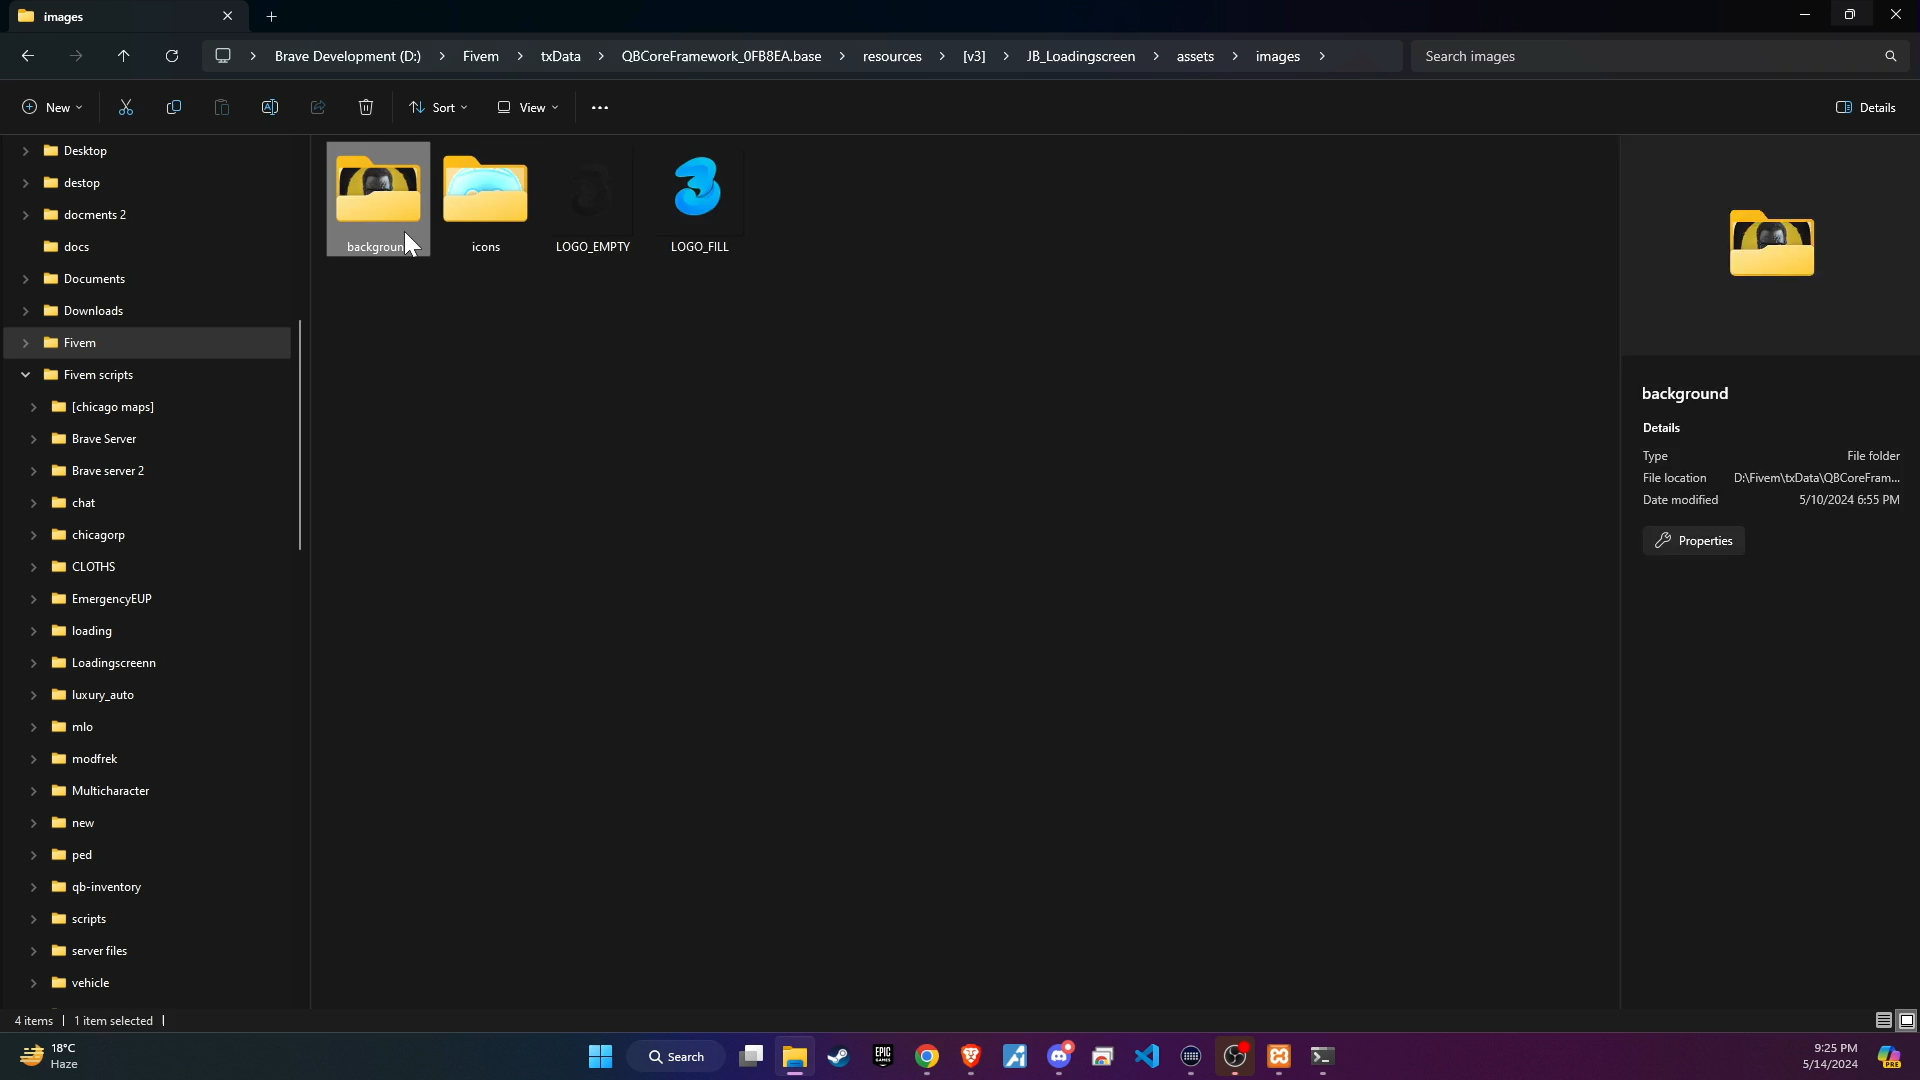 images
Brave Development (D:) > Fivem > txData > QBCoreFramework_0FB8EA.base > resources > [v3] > JB_Loadingscreen > assets > images >
Search images
New
Sort
View
Details
Desktop
destop
docments 2
docs
Documents
Downloads
Fivem
Fivem scripts
[chicago maps]
Brave Server
Brave server 2
chat
chicagorp
CLOTHS
EmergencyEUP
loading
Loadingscreenn
luxury_auto
mlo
modfrek
Multicharacter
new
ped
qb-inventory
scripts
server files
vehicle
backgroun
icons
LOGO_EMPTY
LOGO_FILL
background
Details
Type File folder
File location D:\Fivem\txData\QBCoreFram...
Date modified 5/10/2024 6:55 PM
Properties
4 items | 1 item selected |
18°C
Haze
Search
EPIC
GAMES
9:25 PM
5/14/2024
PRE